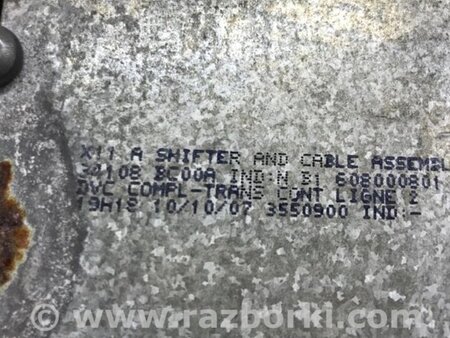 X11 A SHIFTER AND CABLE ASSEMBL
34108 BC00A IND:N 31 608000801
DVC COMPL-TRANS CONT LIGNE 2
19H18 10/10/07 3550900 IND:-
© www.razborki.com